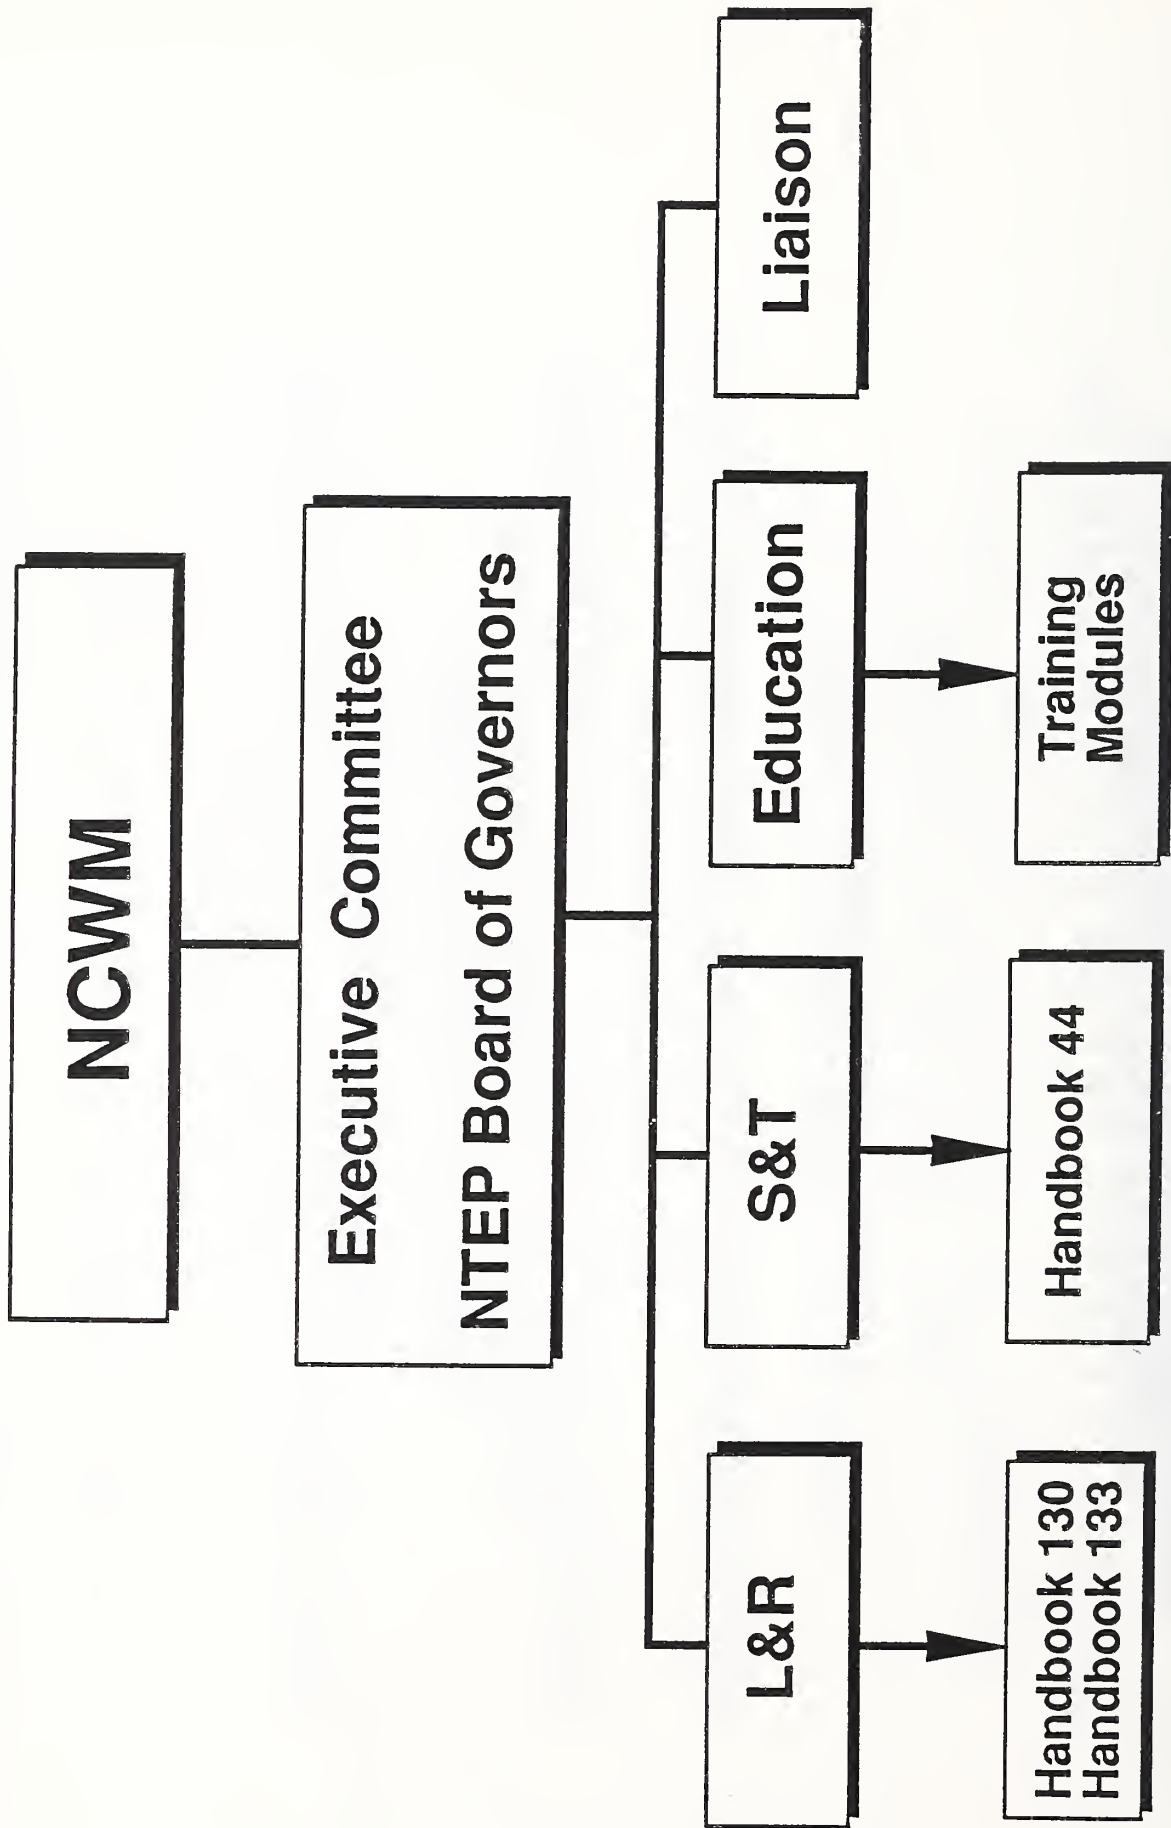 NCWM
Executive Committee
NTEP Board of Governors
L&R
S&T
Education
Liaison
Handbook 130
Handbook 133
Handbook 44
Training
Modules